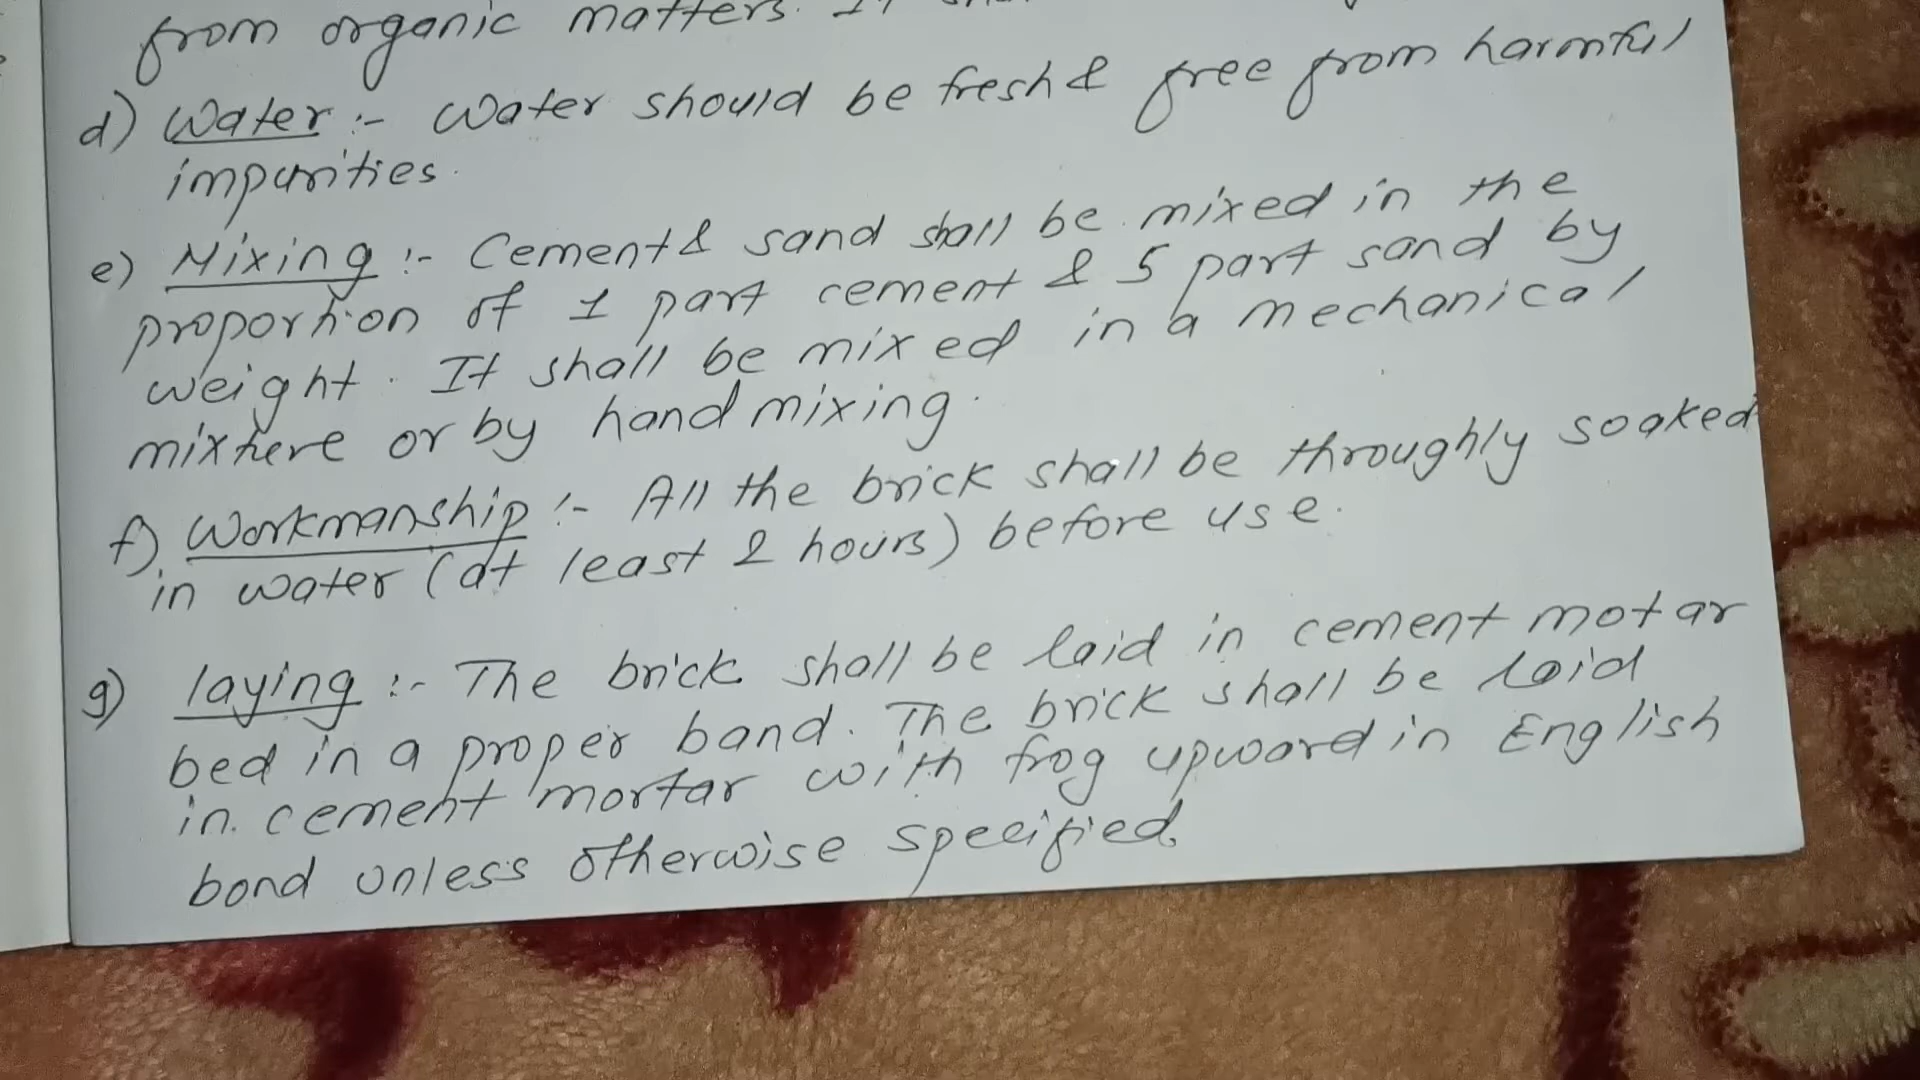 from organic matters. It
d) Water :- Water should be fresh & free from harmful
impurities.
e) Mixing :- Cement & sand shall be mixed in the
proportion of 1 part cement & 5 part sand by
weight. It shall be mixed in a mechanical
mixtere or by hand mixing.
f) Workmanship :- All the brick shall be throughly soaked
in water (at least 2 hours) before use.
g) laying :- The brick shall be laid in cement motar
bed in a proper band. The brick shall be laid
in cement mortar with frog upward in English
bond unless otherwise specified.